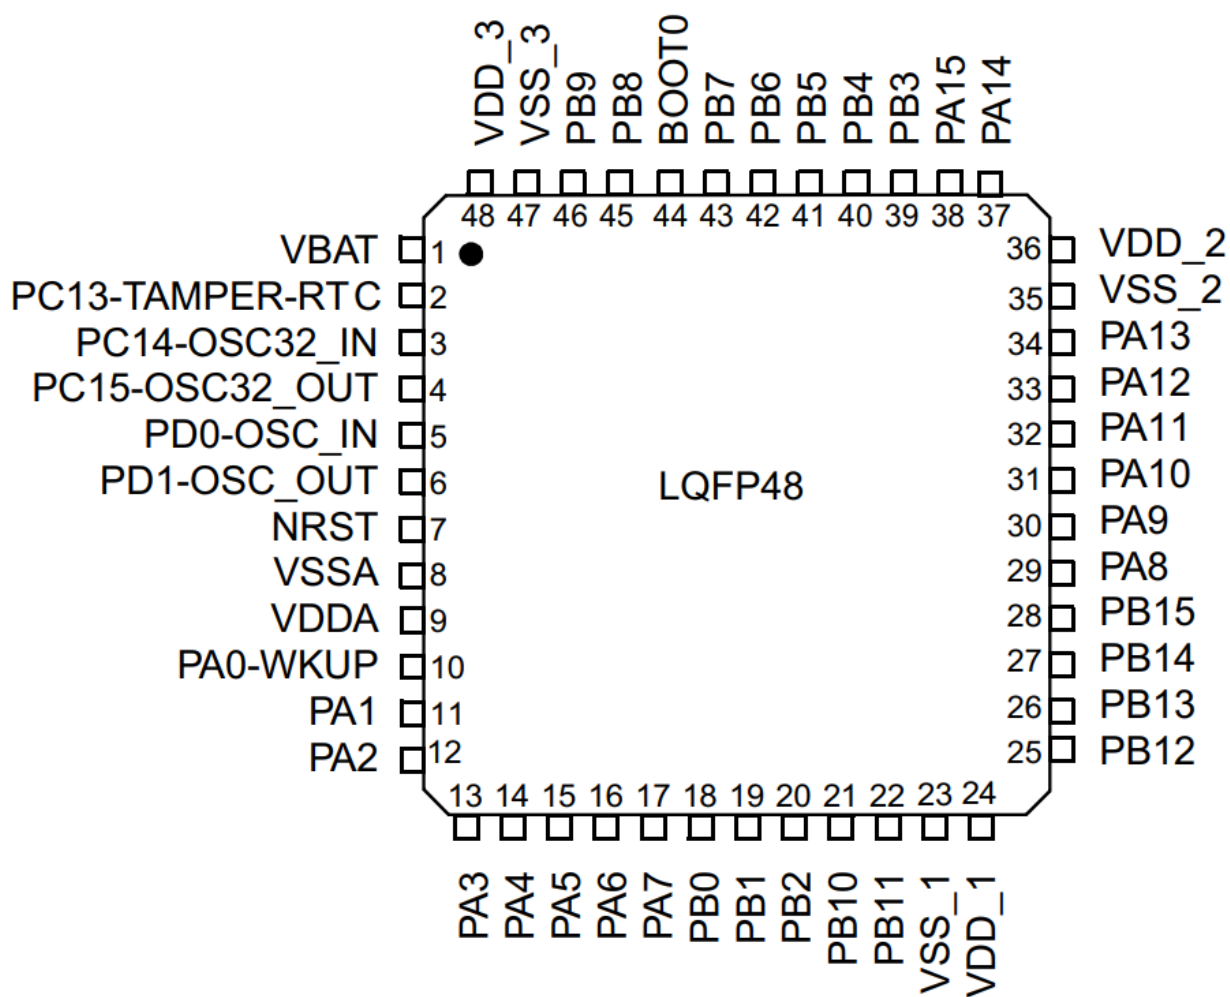 VDD_3
VSS_3
PB9
PB8
BOOT0
PB7
PB6
PB5
PB4
PB3
PA15
PA14
48 47 46 45 44 43 42 41 40 39 38 37
VBAT 1
PC13-TAMPER-RTC 2
PC14-OSC32_IN 3
PC15-OSC32_OUT 4
PD0-OSC_IN 5
PD1-OSC_OUT 6
NRST 7
VSSA 8
VDDA 9
PA0-WKUP 10
PA1 11
PA2 12
LQFP48
36 VDD_2
35 VSS_2
34 PA13
33 PA12
32 PA11
31 PA10
30 PA9
29 PA8
28 PB15
27 PB14
26 PB13
25 PB12
13 14 15 16 17 18 19 20 21 22 23 24
PA3
PA4
PA5
PA6
PA7
PB0
PB1
PB2
PB10
PB11
VSS_1
VDD_1